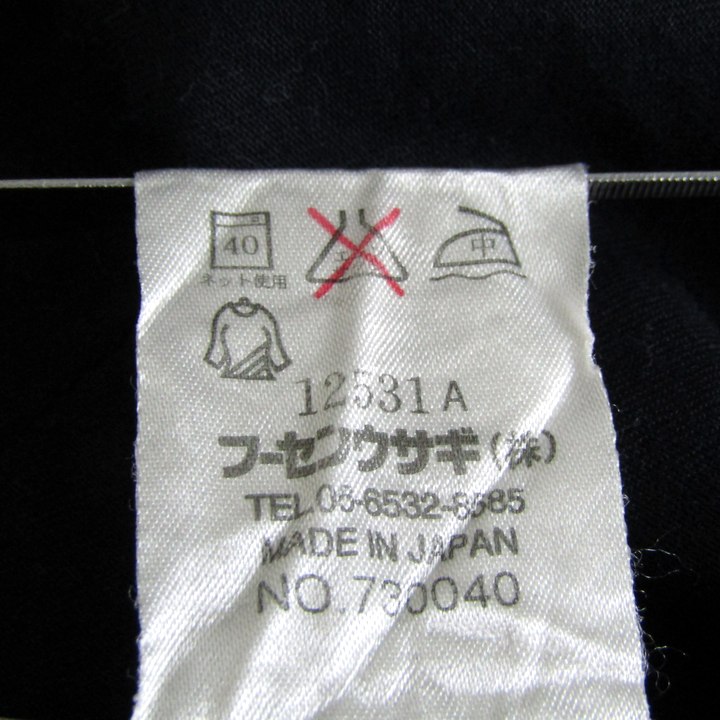 40
中
ネット使用
12531 A
フーセンウサギ(株)
TEL 06-6532-6585
MADE IN JAPAN
NO.730040